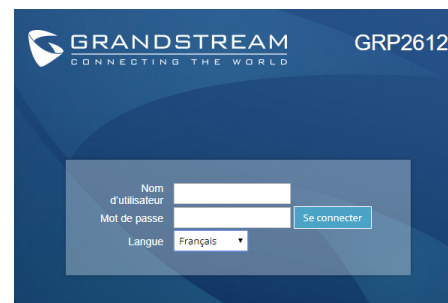 GRANDSTREAM
CONNECTING THE WORLD
GRP2612
Nom
d'utilisateur
Mot de passe
Se connecter
Langue
Français